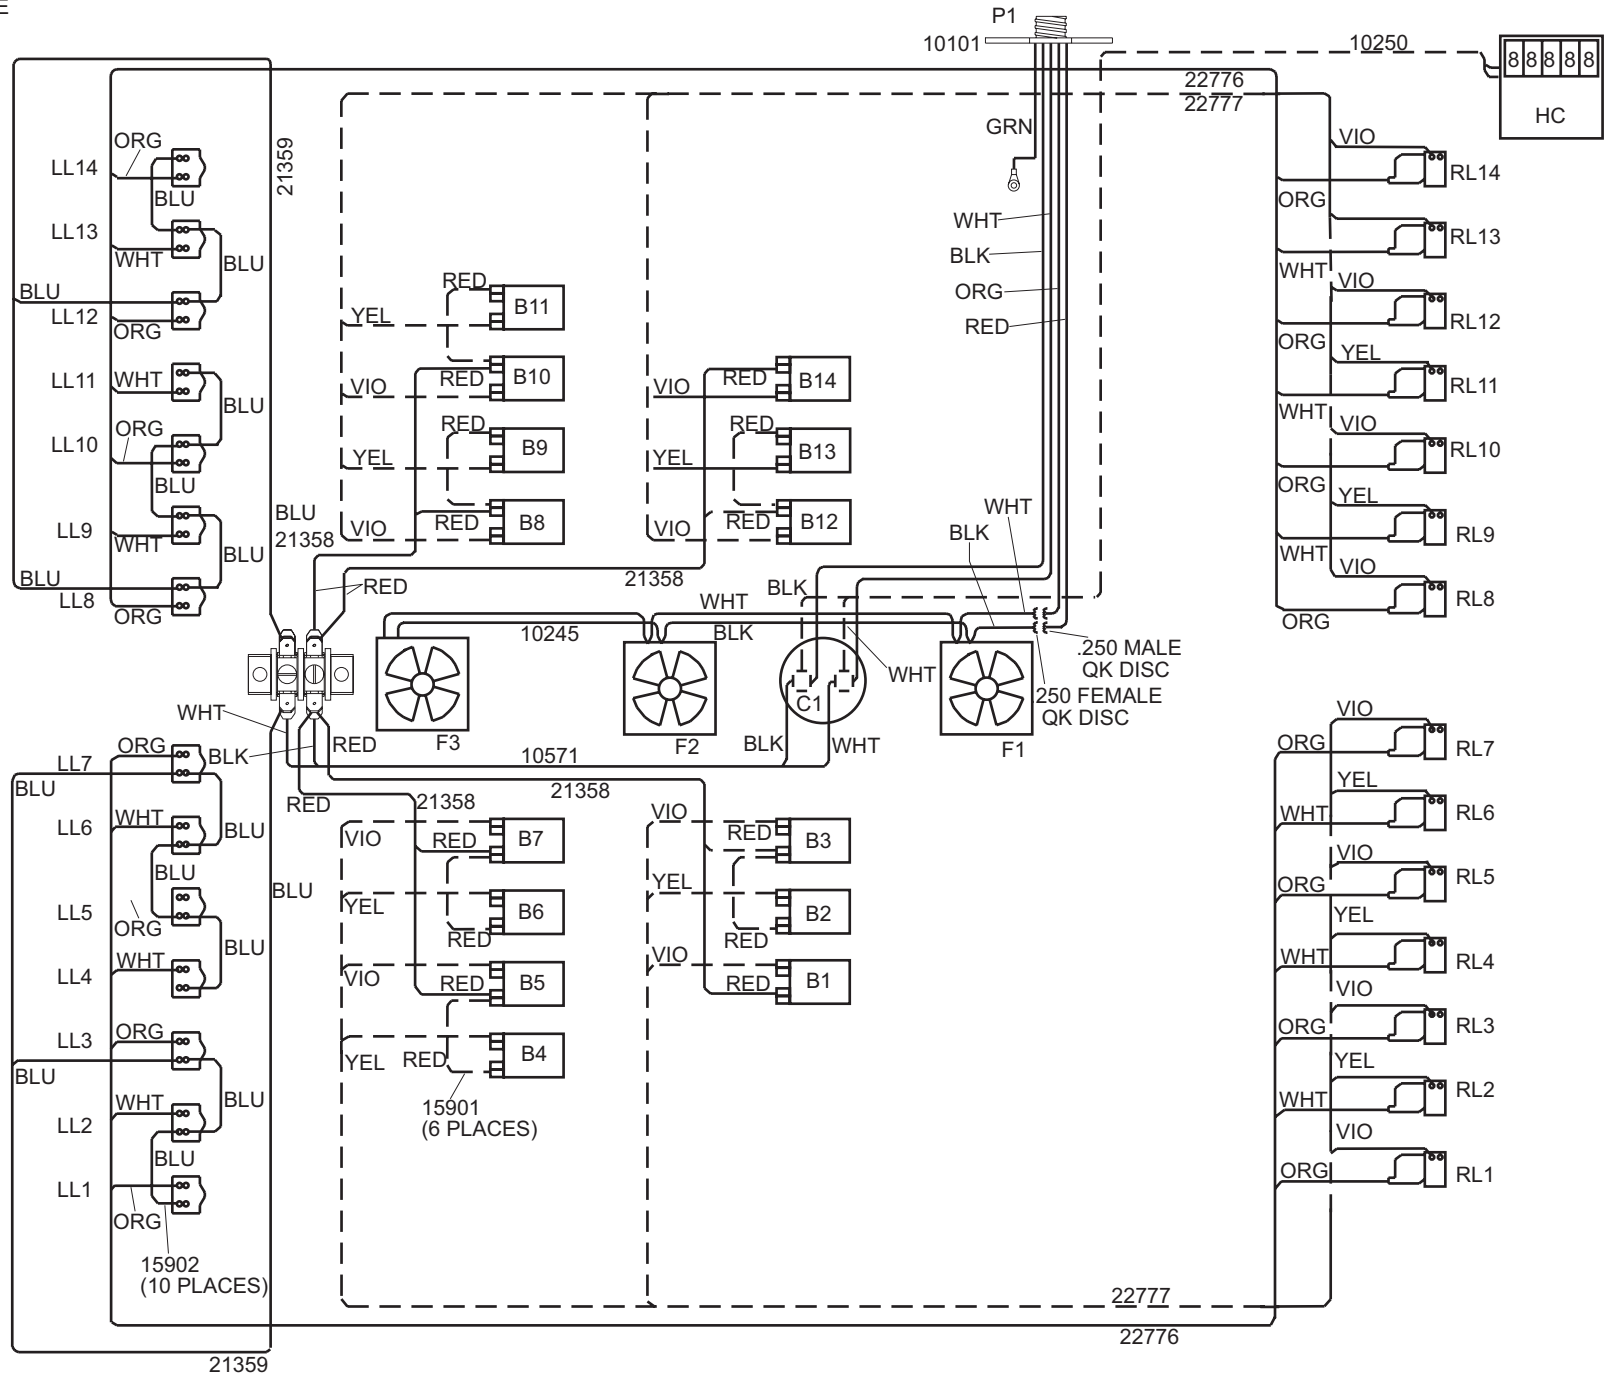 E
P1
10101
10250
8 8 8 8 8
HC
22776
22777
GRN
WHT
BLK
ORG
RED
21359
LL14
ORG
BLU
LL13
WHT
BLU
BLU
LL12
ORG
LL11
WHT
BLU
LL10
ORG
BLU
LL9
WHT
BLU
BLU
LL8
ORG
BLU
21358
RED
B11
YEL
RED
B10
VIO
RED
B9
YEL
RED
B8
VIO
RED
B14
VIO
RED
B13
YEL
RED
B12
VIO
RED
21358
VIO
RL14
ORG
RL13
WHT
VIO
RL12
ORG
YEL
RL11
WHT
VIO
RL10
ORG
YEL
RL9
WHT
VIO
RL8
ORG
WHT
BLK
BLK
WHT
10245
BLK
WHT
C1
.250 MALE
QK DISC
.250 FEMALE
QK DISC
F3
F2
F1
WHT
BLK
RED
BLK
WHT
10571
RED
21358
21358
LL7
ORG
BLU
LL6
WHT
BLU
BLU
LL5
ORG
BLU
LL4
WHT
LL3
ORG
BLU
BLU
LL2
WHT
BLU
LL1
ORG
15902
(10 PLACES)
BLU
B7
VIO
RED
B6
YEL
RED
B5
VIO
RED
B4
YEL
RED
15901
(6 PLACES)
B3
VIO
RED
B2
YEL
RED
B1
VIO
RED
VIO
ORG
RL7
YEL
WHT
RL6
VIO
ORG
RL5
YEL
WHT
RL4
VIO
ORG
RL3
YEL
WHT
RL2
VIO
ORG
RL1
22777
22776
21359